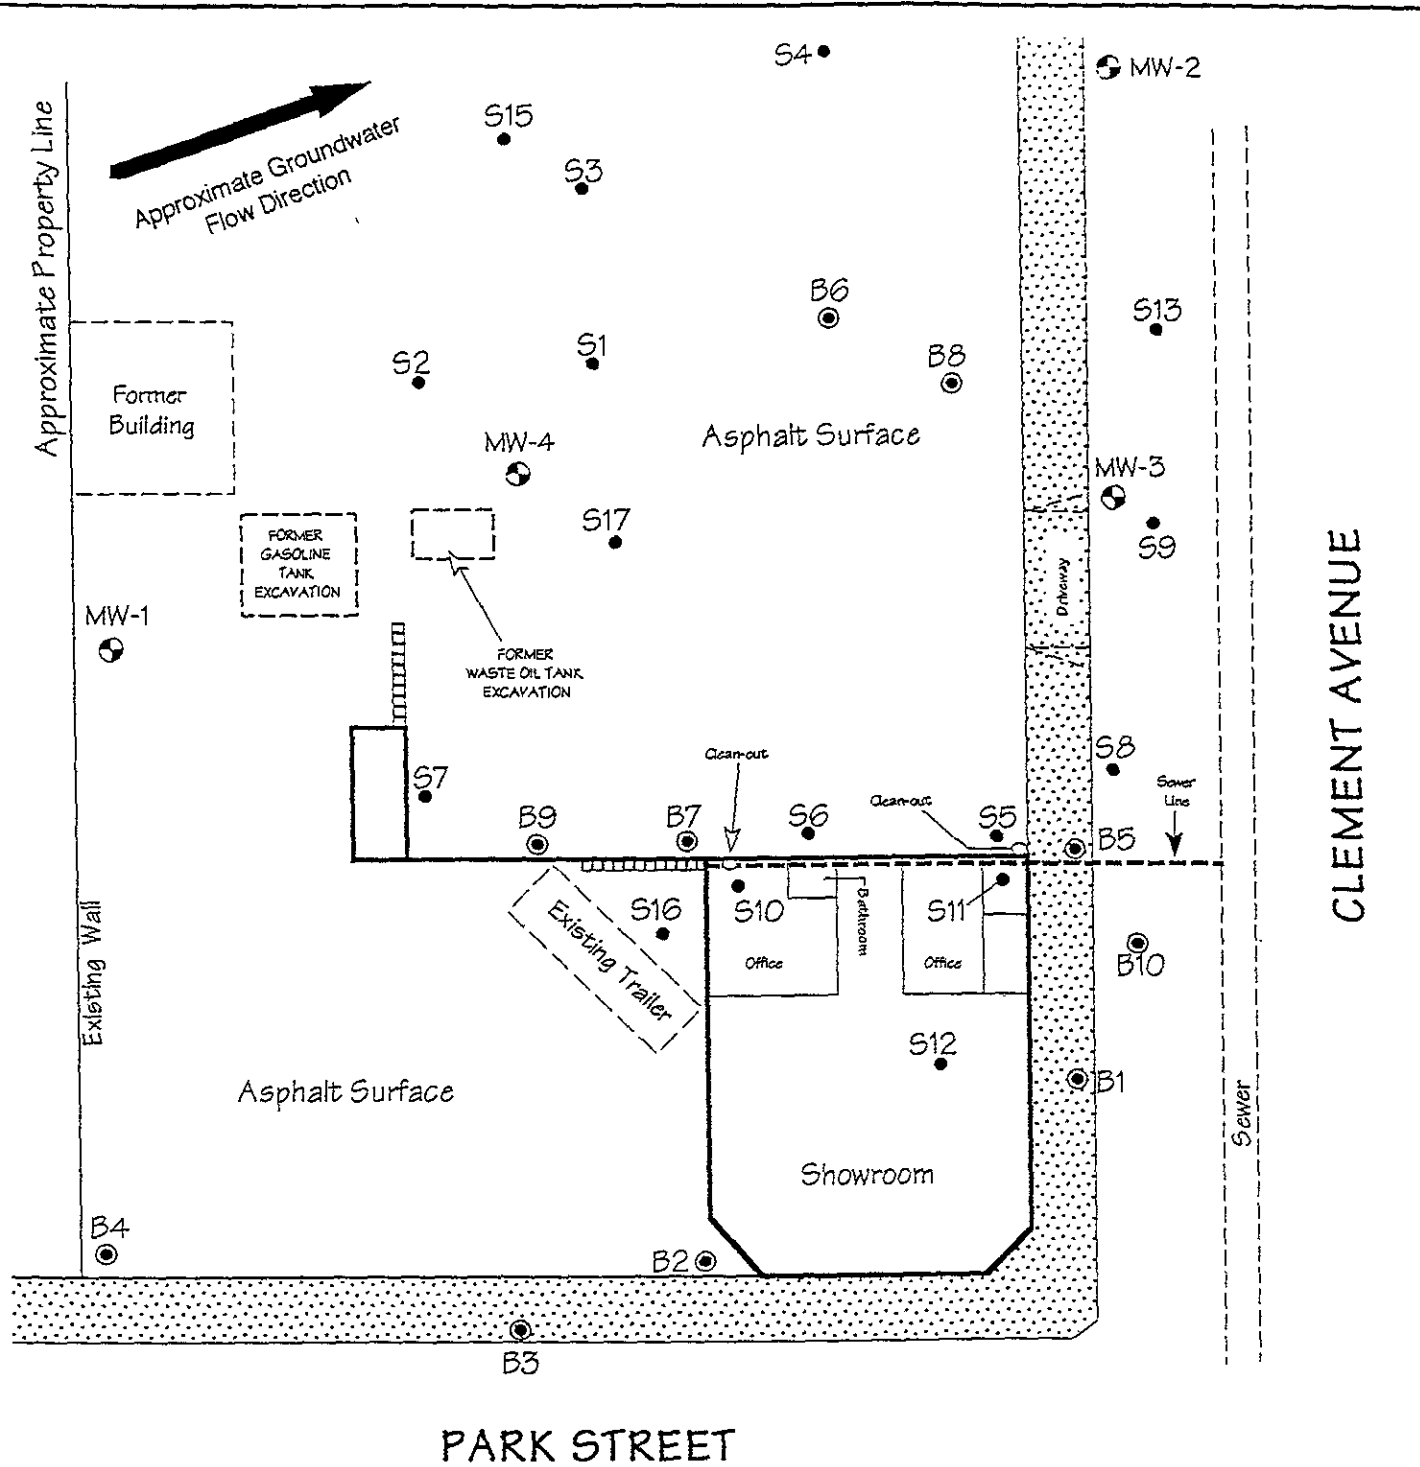 S4
MW-2
S15
Approximate Groundwater
Flow Direction
S3
Approximate Property Line
B6
S13
S1
S2
B8
Former
Building
Asphalt Surface
MW-4
MW-3
S17
S9
FORMER
GASOLINE
TANK
EXCAVATION
Driveway
CLEMENT AVENUE
MW-1
FORMER
WASTE OIL TANK
EXCAVATION
Clean-out
S8
S7
Sewer
Line
Clean-out
B9
B7
S6
S5
B5
S16
S10
Bathroom
S11
Existing Trailer
Office
Office
B10
Existing Wall
S12
B1
Asphalt Surface
Sewer
Showroom
B4
B2
B3
PARK STREET